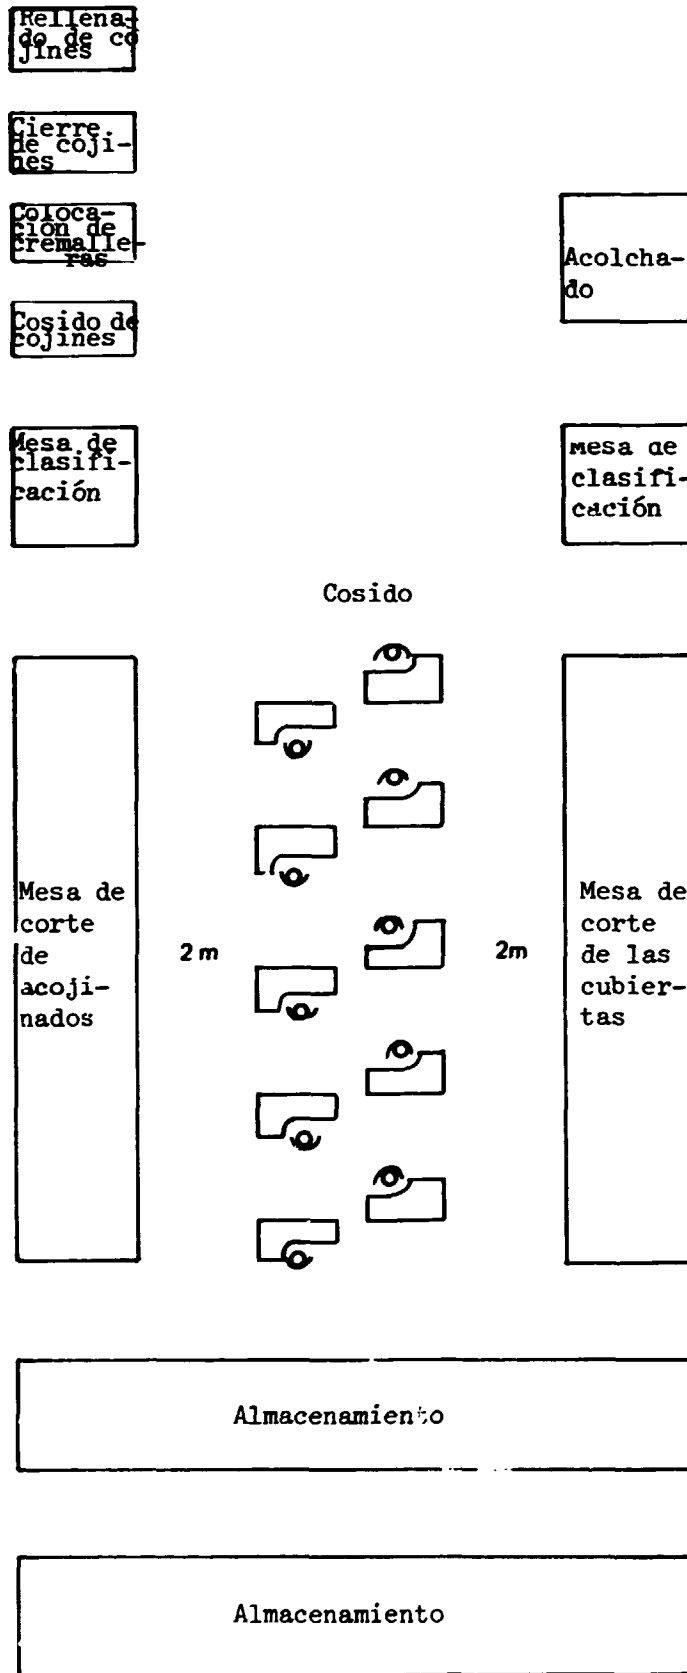 Rellena-
do de co
jines
Cierre
de coji-
nes
Coloca-
ción de
cremalle-
ras
Cosido de
cojines
Acolcha-
do
Mesa de
clasifi-
cación
Mesa de
clasifi-
cación
Cosido
Mesa de
corte
de
acoji-
nados
2 m
2m
Mesa de
corte
de las
cubier-
tas
Almacenamiento
Almacenamiento